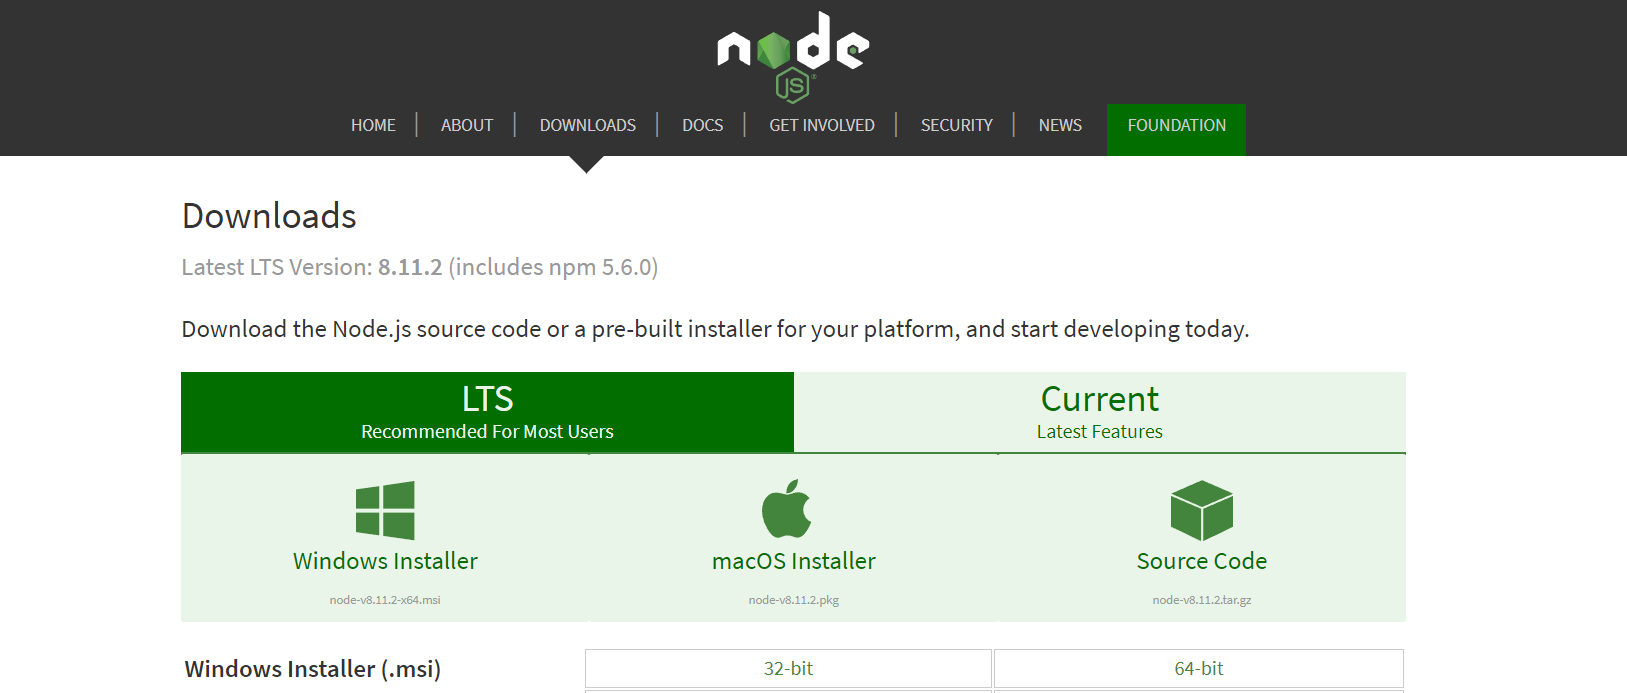 node
JS®
HOME | ABOUT | DOWNLOADS | DOCS | GET INVOLVED | SECURITY | NEWS FOUNDATION
Downloads
Latest LTS Version: 8.11.2 (includes npm 5.6.0)
Download the Node.js source code or a pre-built installer for your platform, and start developing today.
LTS
Recommended For Most Users
Current
Latest Features
Windows Installer
node-v8.11.2-x64.msi
macOS Installer
node-v8.11.2.pkg
Source Code
node-v8.11.2.tar.gz
Windows Installer (.msi) 32-bit 64-bit